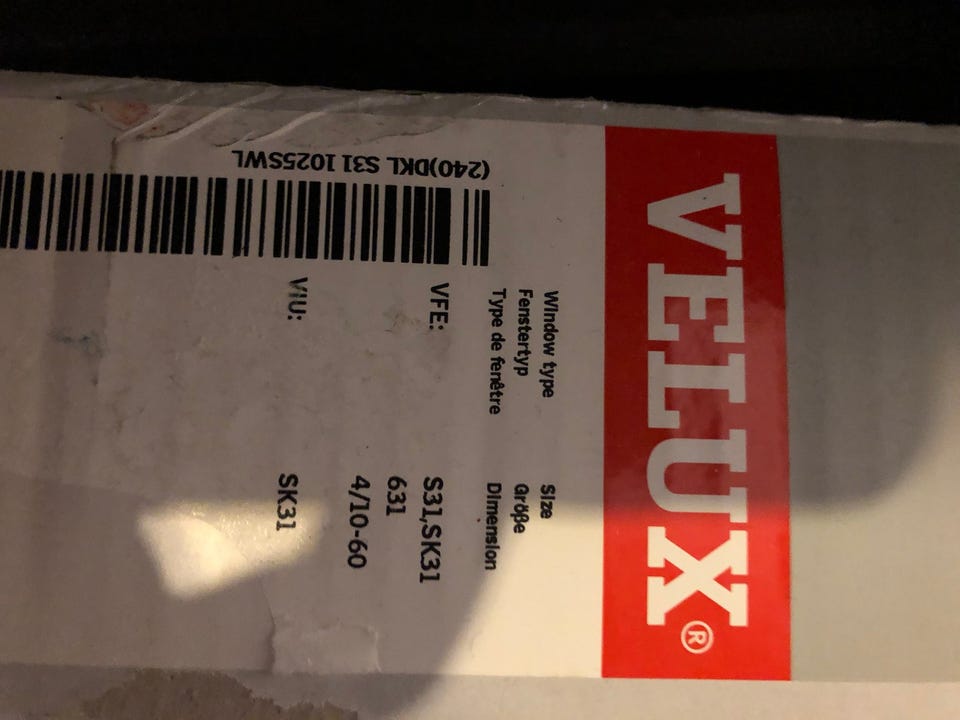 VELUX®
Window type Size
Fenstertyp Größe
Type de fenêtre Dimension
VFE: S31,SK31
631
4/10-60
VIU: SK31
(240)DKL S31 1025SWL